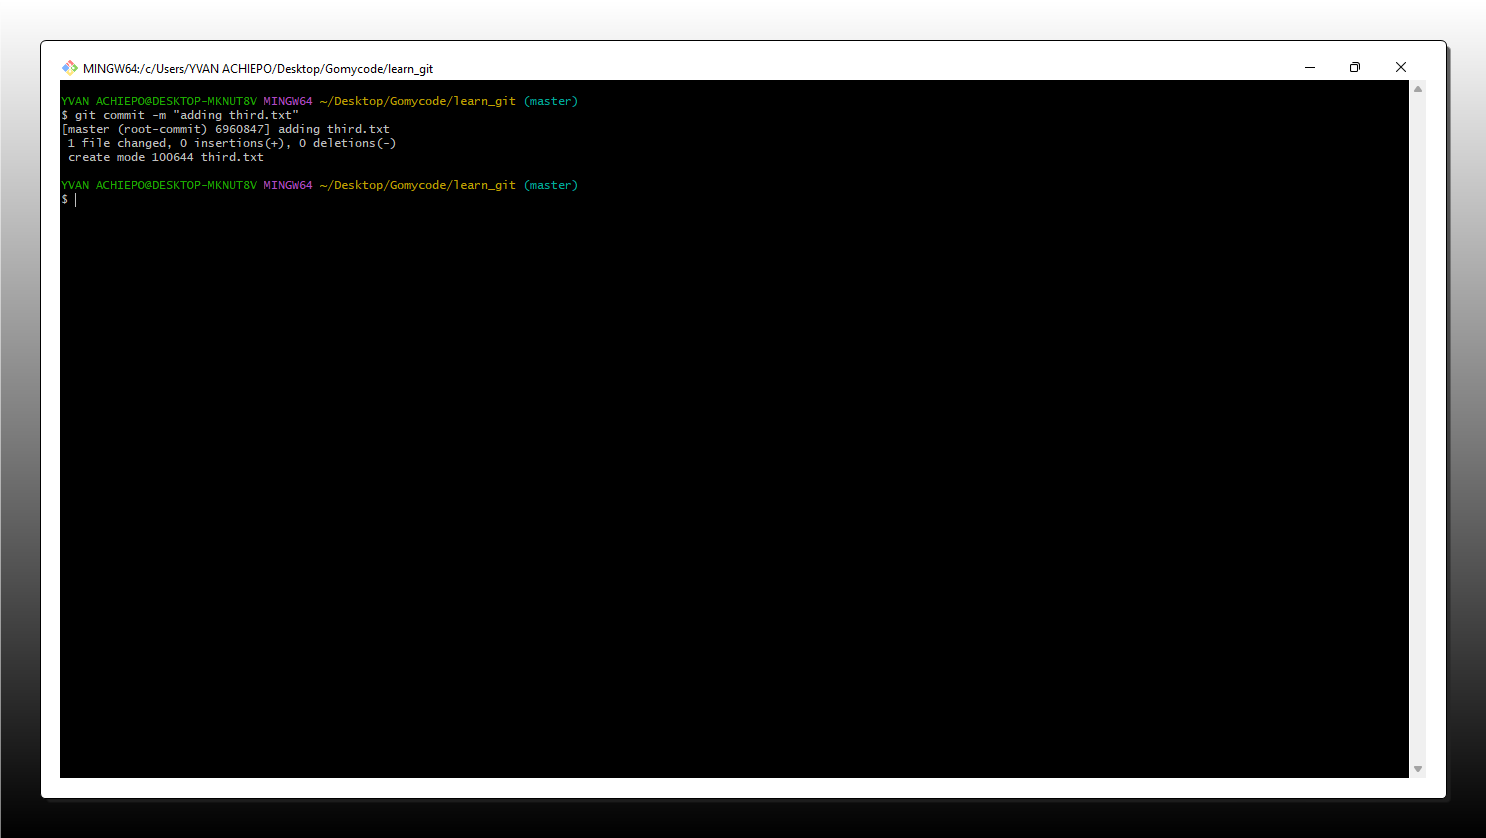 MINGW64:/c/Users/YVAN ACHIEPO/Desktop/Gomycode/learn_git
YVAN ACHIEPO@DESKTOP-MKNUT8V MINGW64 ~/Desktop/Gomycode/learn_git (master)
$ git commit -m "adding third.txt"
[master (root-commit) 6960847] adding third.txt
1 file changed, 0 insertions(+), 0 deletions(-)
create mode 100644 third.txt
YVAN ACHIEPO@DESKTOP-MKNUT8V MINGW64 ~/Desktop/Gomycode/learn_git (master)
$